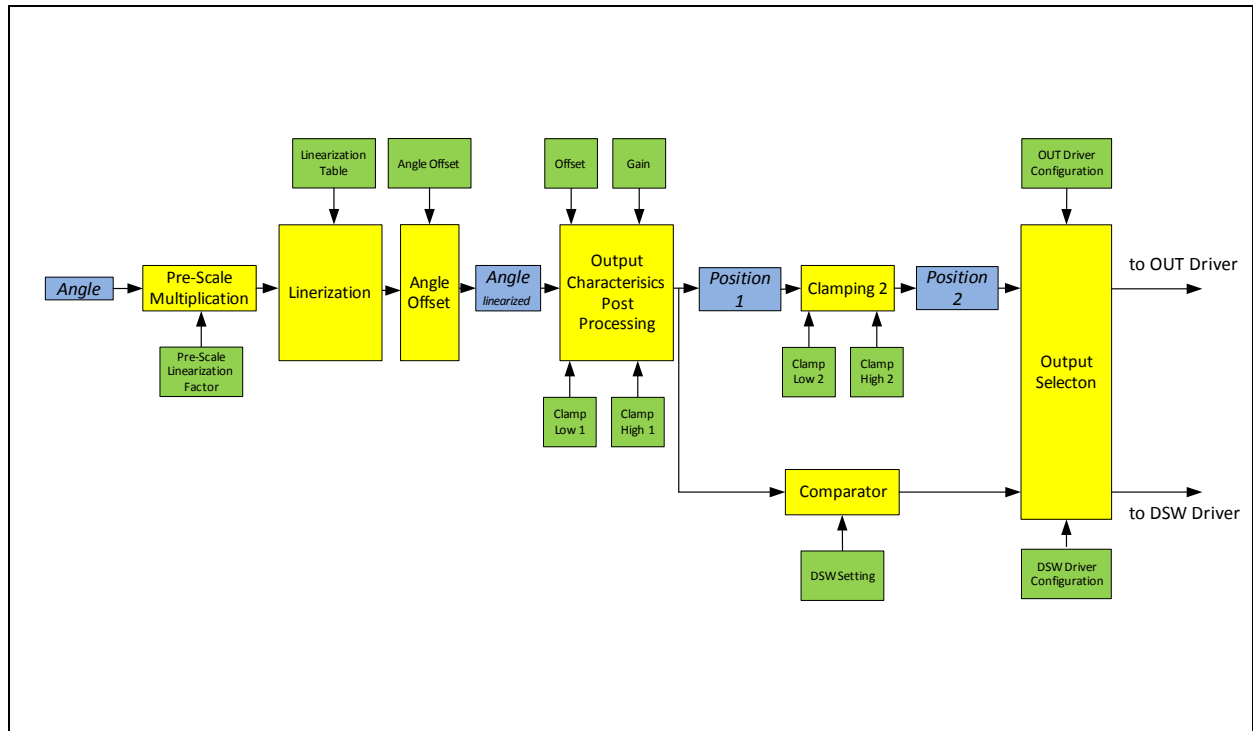 Linearization
Table
Angle Offset
Offset
Gain
OUT Driver
Configuration
Angle
Pre-Scale
Multiplication
Linerization
Angle
Offset
Angle
linearized
Output
Characterisics
Post
Processing
Position
1
Clamping 2
Position
2
to OUT Driver
Pre-Scale
Linearization
Factor
Clamp
Low 1
Clamp
High 1
Clamp
Low 2
Clamp
High 2
Output
Selecton
Comparator
to DSW Driver
DSW Setting
DSW Driver
Configuration